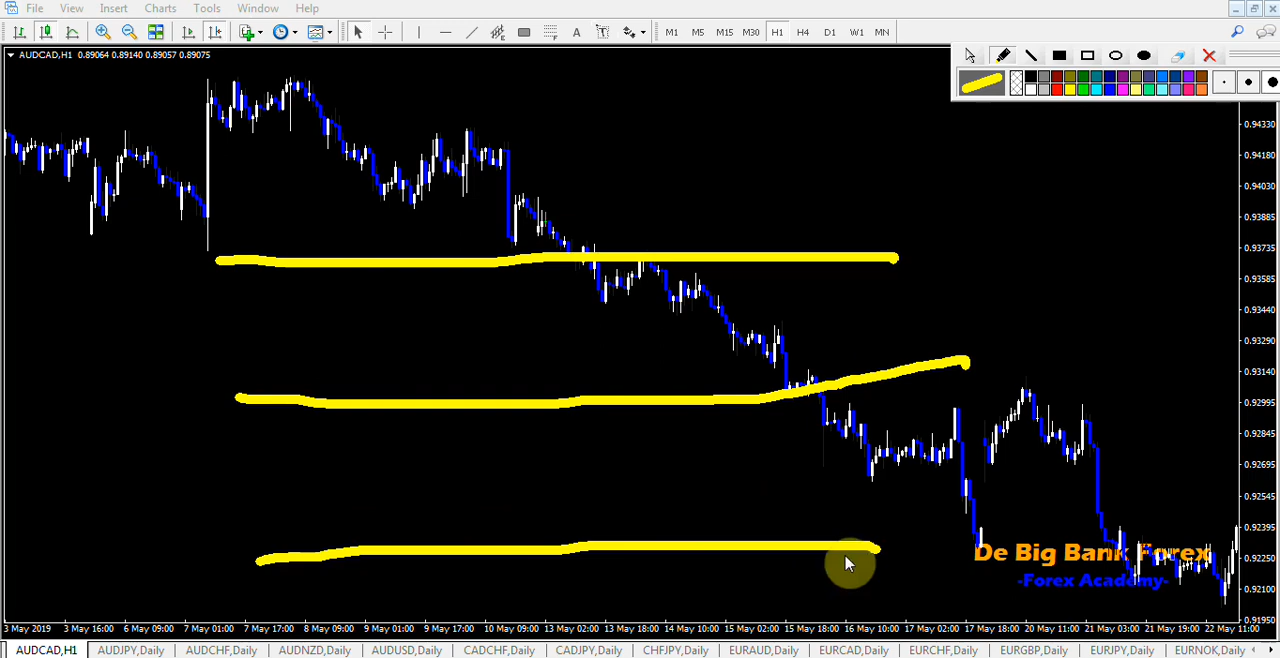 File View Insert Charts Tools Window Help
A T M1 M5 M15 M30 H1 H4 D1 W1 MN
AUDCAD,H1 0.89064 0.89140 0.89057 0.89075
0.94330
0.94180
0.94030
0.93885
0.93735
0.93585
0.93440
0.93290
0.93140
0.92995
0.92845
0.92695
0.92545
0.92395
0.92250
0.92100
0.91950
De Big Bank Forex
-Forex Academy-
3 May 2019 3 May 16:00 6 May 09:00 7 May 01:00 7 May 17:00 8 May 09:00 9 May 01:00 9 May 17:00 10 May 09:00 13 May 02:00 13 May 18:00 14 May 10:00 15 May 02:00 15 May 18:00 16 May 10:00 17 May 02:00 17 May 18:00 20 May 11:00 21 May 03:00 21 May 19:00 22 May 11:00
AUDCAD,H1 AUDJPY,Daily AUDCHF,Daily AUDNZD,Daily AUDUSD,Daily CADCHF,Daily CADJPY,Daily CHFJPY,Daily EURAUD,Daily EURCAD,Daily EURCHF,Daily EURGBP,Daily EURJPY,Daily EURNOK,Daily